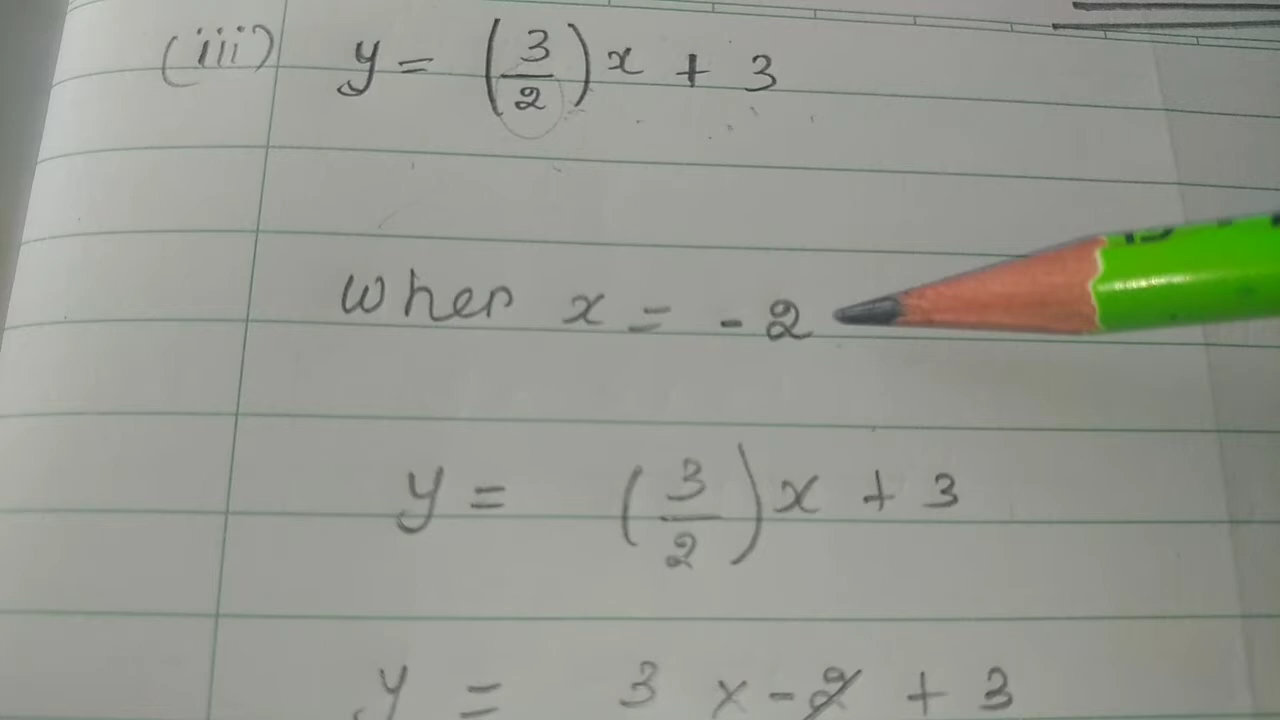 (iii) y = (3/2)x + 3
when x = -2
y = (3/2)x + 3
y = 3 x -2 + 3